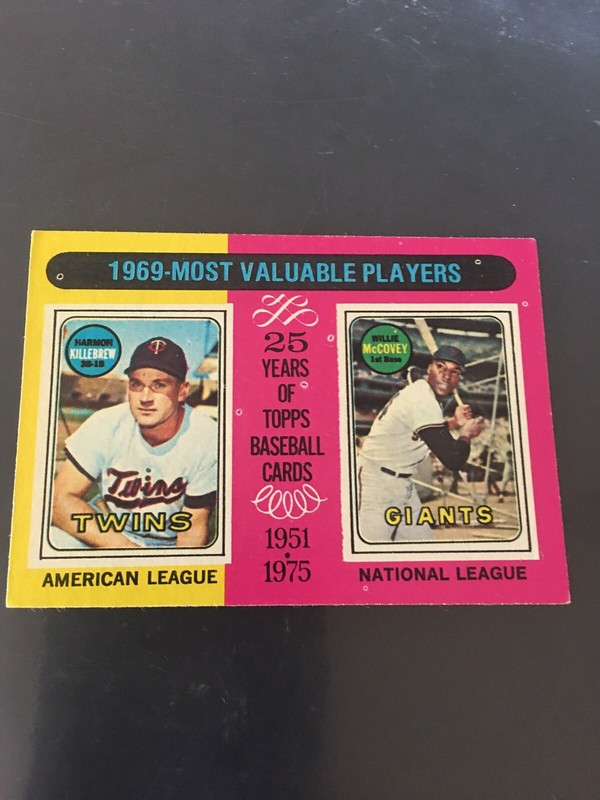 1969-MOST VALUABLE PLAYERS
HARMON
KILLEBREW
3B-1B
Twins
TWINS
AMERICAN LEAGUE
25
YEARS
OF
TOPPS
BASEBALL
CARDS
1951
1975
WILLIE
McCOVEY
1st Base
GIANTS
NATIONAL LEAGUE